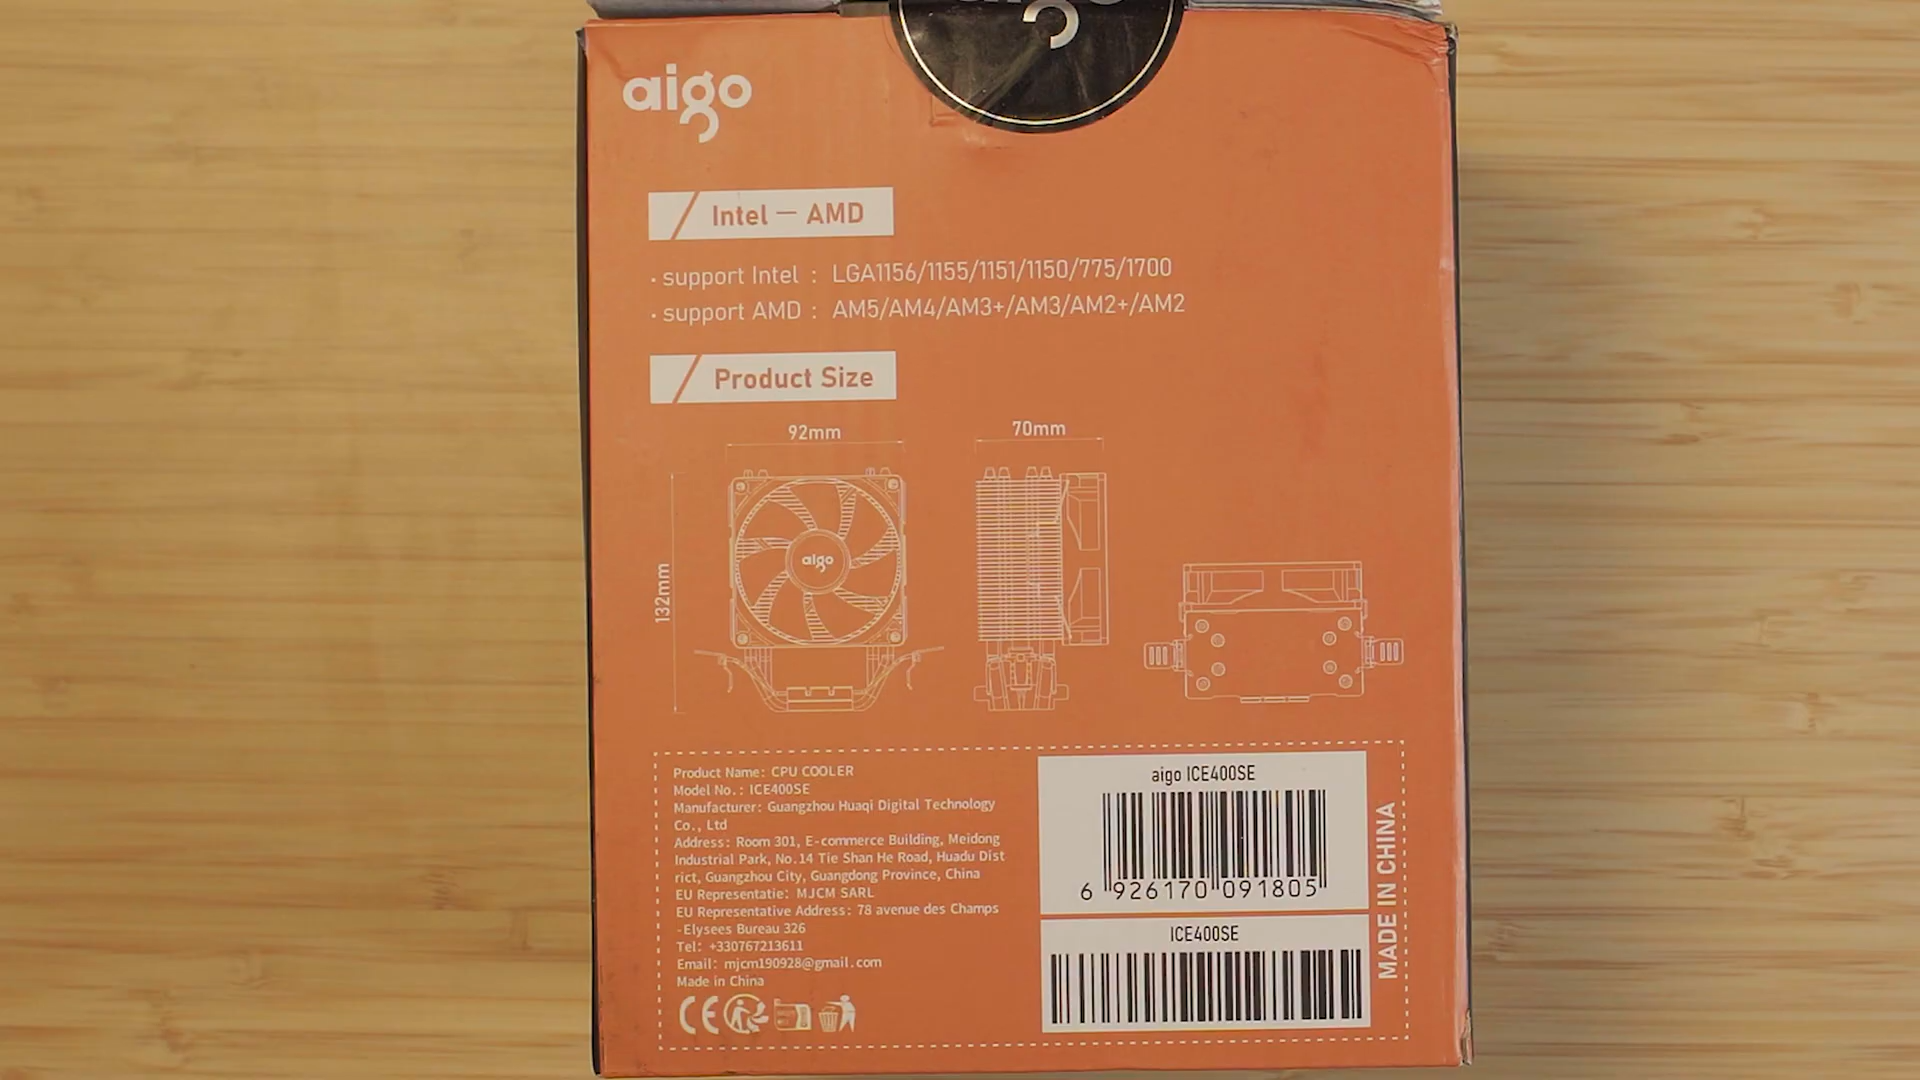 aigo
Intel — AMD
· support Intel : LGA1156/1155/1151/1150/775/1700
· support AMD : AM5/AM4/AM3+/AM3/AM2+/AM2
Product Size
92mm
70mm
132mm
aigo
Product Name: CPU COOLER
Model No.: ICE400SE
Manufacturer: Guangzhou Huaqi Digital Technology
Co., Ltd
Address: Room 301, E-commerce Building, Meidong
Industrial Park, No.14 Tie Shan He Road, Huadu Dist
rict, Guangzhou City, Guangdong Province, China
EU Representatie: MJCM SARL
EU Representative Address: 78 avenue des Champs
-Elysees Bureau 326
Tel: +330767213611
Email: mjcm190928@gmail.com
Made in China
CE
aigo ICE400SE
6 926170 091805
ICE400SE
MADE IN CHINA